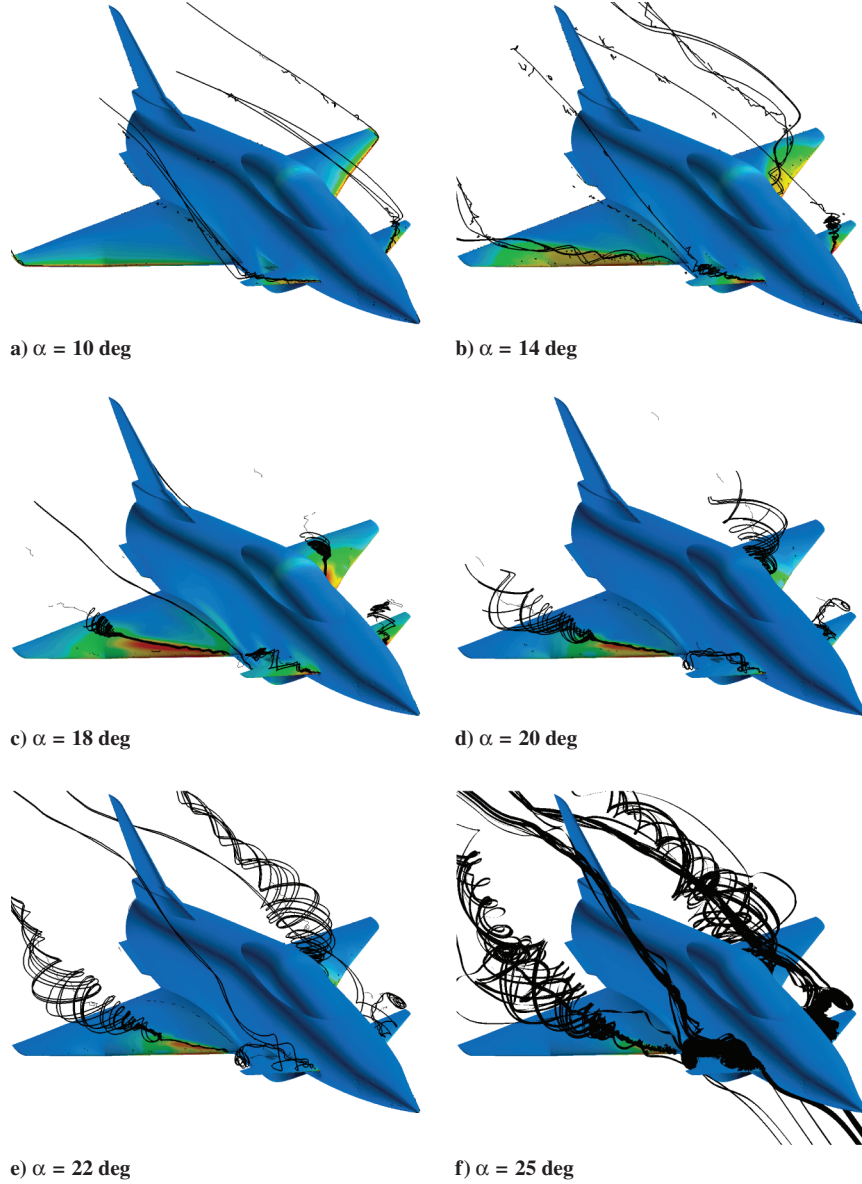 a) α = 10 deg
b) α = 14 deg
c) α = 18 deg
d) α = 20 deg
e) α = 22 deg
f) α = 25 deg